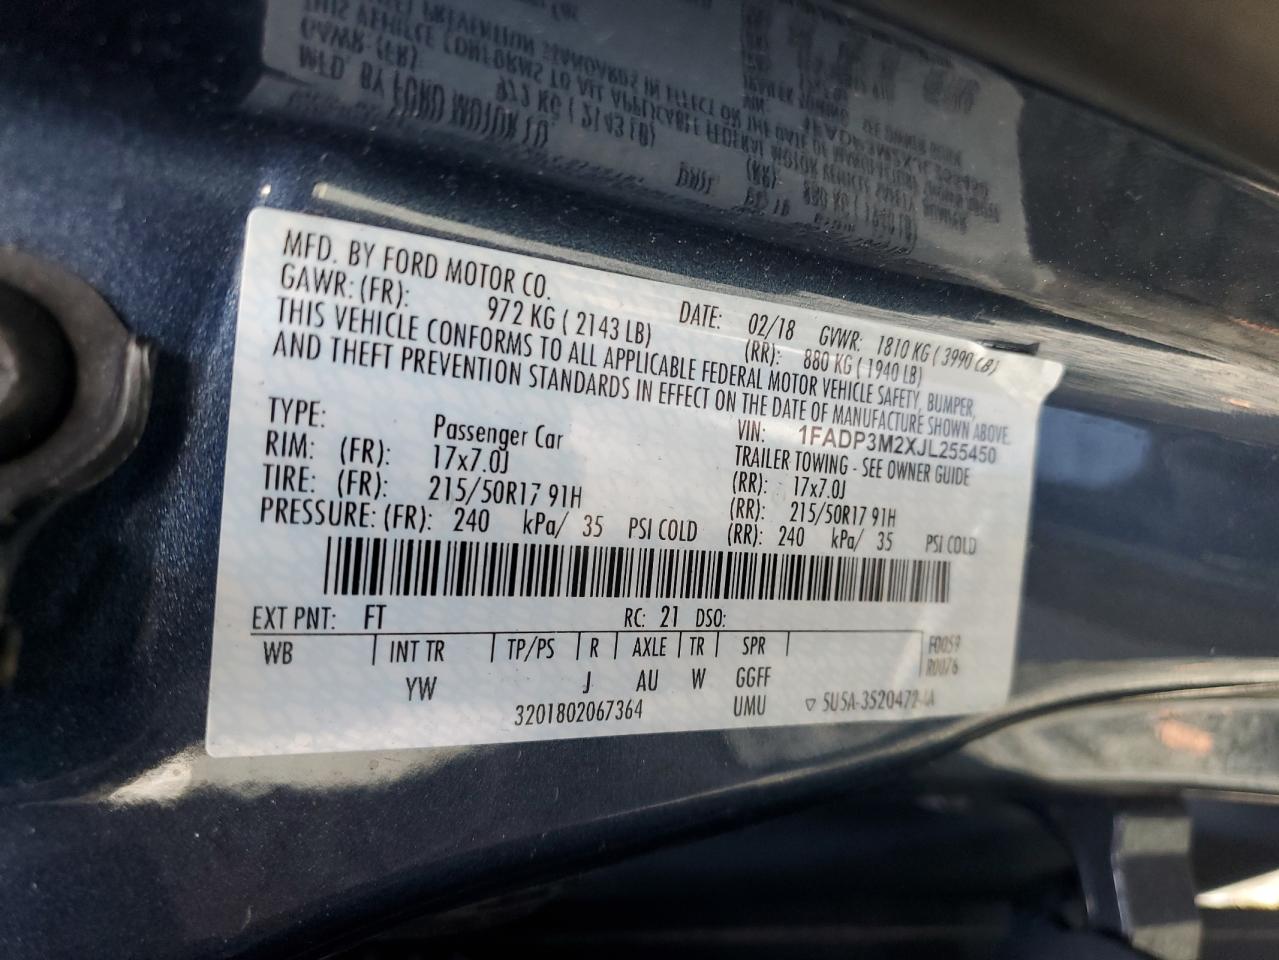 MFD. BY FORD MOTOR CO.
DATE: 02/18 GVWR: 1810 KG ( 3990 LB)
GAWR: (FR): 972 KG ( 2143 LB) (RR): 880 KG ( 1940 LB)
THIS VEHICLE CONFORMS TO ALL APPLICABLE FEDERAL MOTOR VEHICLE SAFETY, BUMPER,
AND THEFT PREVENTION STANDARDS IN EFFECT ON THE DATE OF MANUFACTURE SHOWN ABOVE.
VIN: 1FADP3M2XJL255450
TYPE: Passenger Car TRAILER TOWING - SEE OWNER GUIDE
RIM: (FR): 17x7.0J (RR): 17x7.0J
TIRE: (FR): 215/50R17 91H (RR): 215/50R17 91H
PRESSURE: (FR): 240 kPa/ 35 PSI COLD (RR): 240 kPa/ 35 PSI COLD
EXT PNT: FT RC: 21 DSO:
WB INT TR TP/PS R AXLE TR SPR F0059
R0076
YW J AU W GGFF
3201802067364 UMU ▽ 5U5A-3520472-